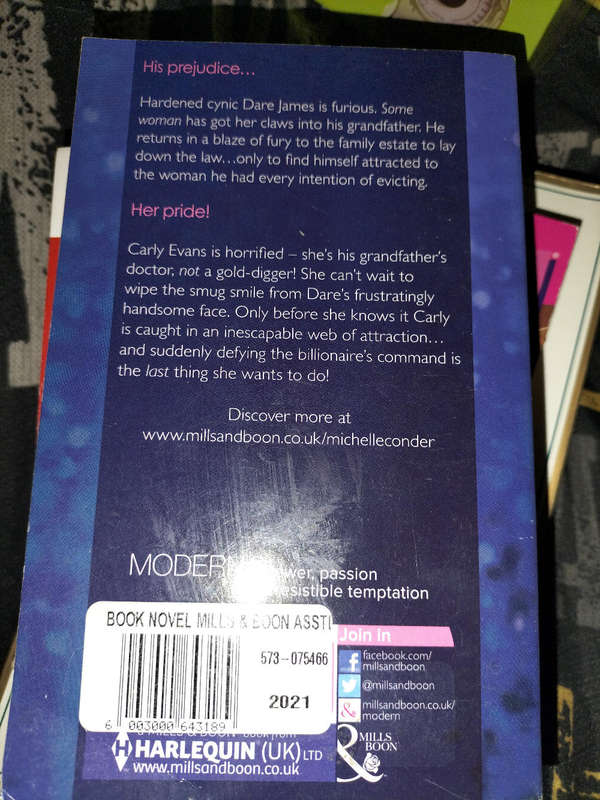 His prejudice…
Hardened cynic Dare James is furious. Some
woman has got her claws into his grandfather. He
returns in a blaze of fury to the family estate to lay
down the law…only to find himself attracted to
the woman he had every intention of evicting.
Her pride!
Carly Evans is horrified – she's his grandfather's
doctor, not a gold-digger! She can't wait to
wipe the smug smile from Dare's frustratingly
handsome face. Only before she knows it Carly
is caught in an inescapable web of attraction…
and suddenly defying the billionaire's command is
the last thing she wants to do!
Discover more at
www.millsandboon.co.uk/michelleconder
MODERN
passion
temptation
BOOK NOVEL MILLS & BOON ASST
573-075466
2021
6 003000 643189
Join in
facebook.com/
millsandboon
@millsandboon
millsandboon.co.uk/
modern
HARLEQUIN (UK) LTD
www.millsandboon.co.uk
MILLS
BOON